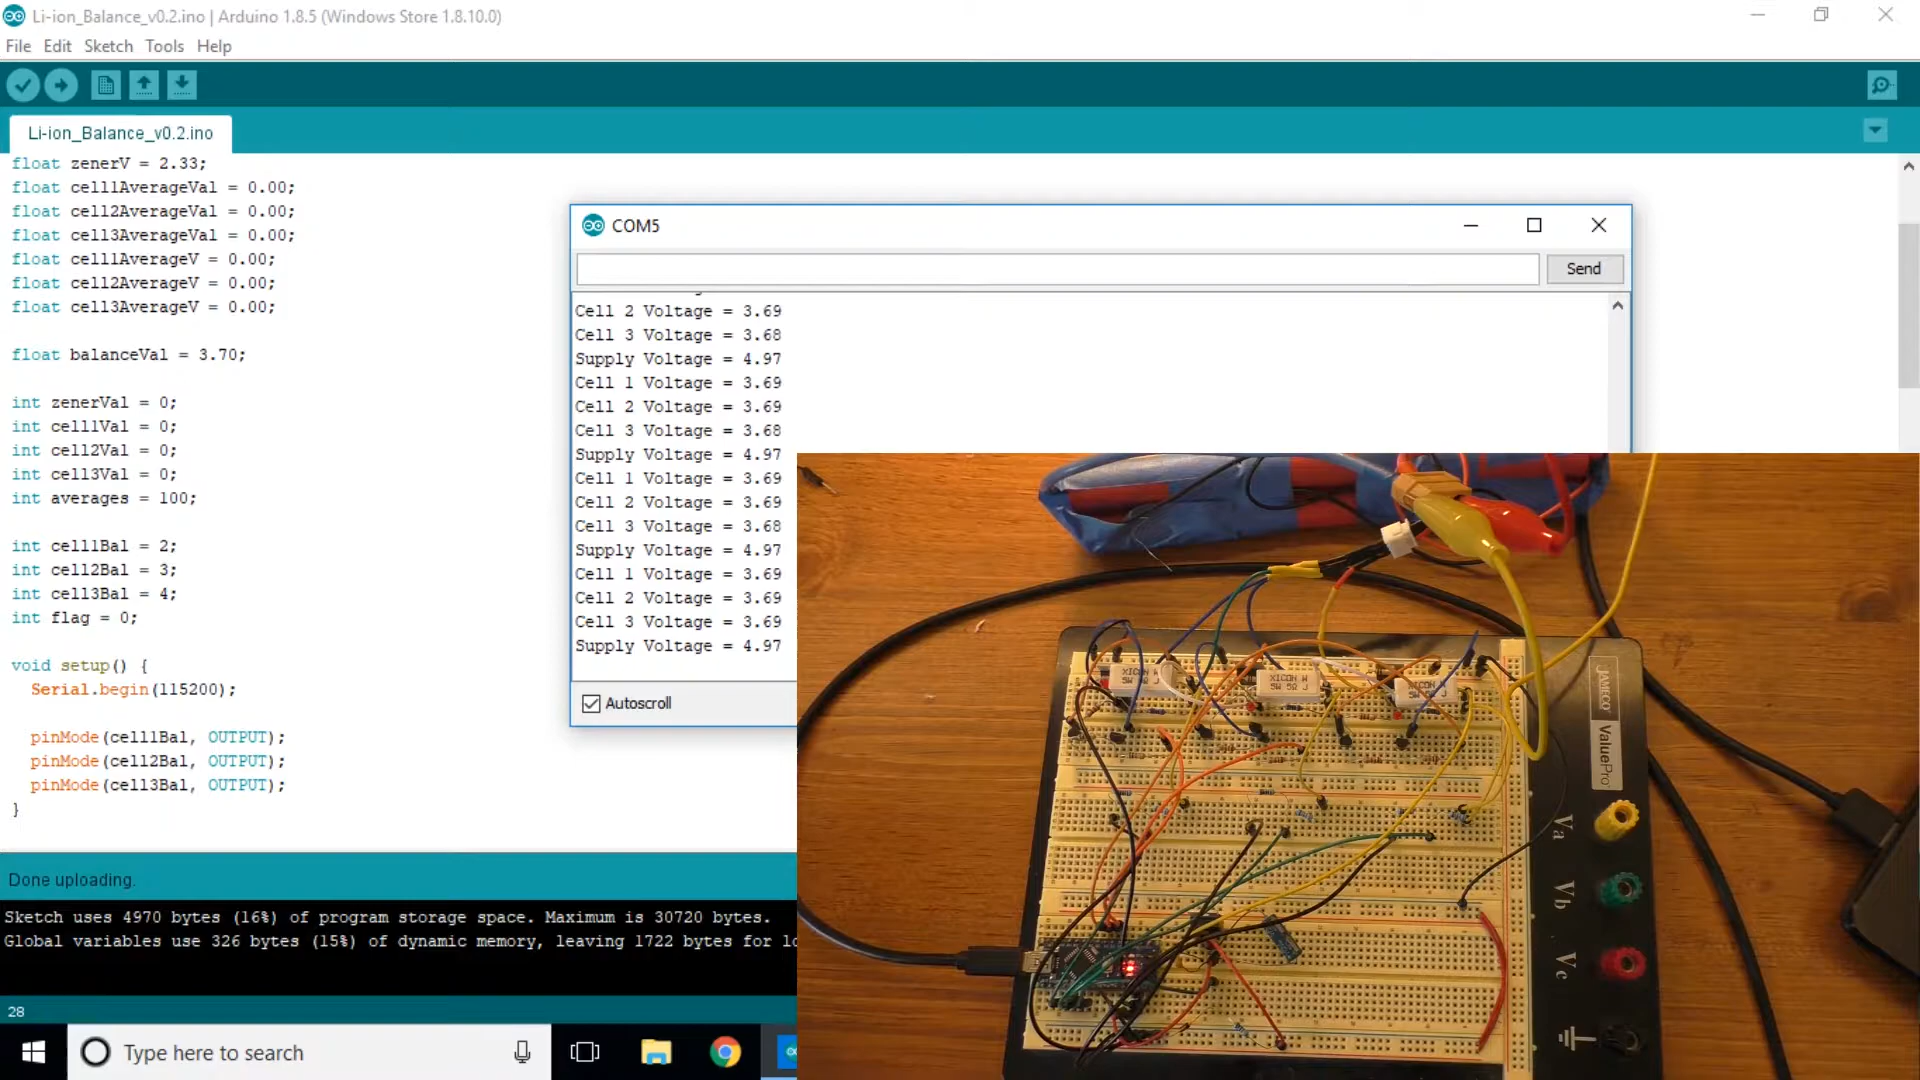 Li-ion_Balance_v0.2.ino | Arduino 1.8.5 (Windows Store 1.8.10.0)
File Edit Sketch Tools Help
Li-ion_Balance_v0.2.ino
float zenerV = 2.33;
float cell1AverageVal = 0.00;
float cell2AverageVal = 0.00;
float cell3AverageVal = 0.00;
float cell1AverageV = 0.00;
float cell2AverageV = 0.00;
float cell3AverageV = 0.00;
float balanceVal = 3.70;
int zenerVal = 0;
int cell1Val = 0;
int cell2Val = 0;
int cell3Val = 0;
int averages = 100;
int cell1Bal = 2;
int cell2Bal = 3;
int cell3Bal = 4;
int flag = 0;
void setup() {
Serial.begin(115200);
pinMode(cell1Bal, OUTPUT);
pinMode(cell2Bal, OUTPUT);
pinMode(cell3Bal, OUTPUT);
}
Done uploading.
Sketch uses 4970 bytes (16%) of program storage space. Maximum is 30720 bytes.
Global variables use 326 bytes (15%) of dynamic memory, leaving 1722 bytes for lo
28
Type here to search
COM5
Send
Cell 2 Voltage = 3.69
Cell 3 Voltage = 3.68
Supply Voltage = 4.97
Cell 1 Voltage = 3.69
Cell 2 Voltage = 3.69
Cell 3 Voltage = 3.68
Supply Voltage = 4.97
Cell 1 Voltage = 3.69
Cell 2 Voltage = 3.69
Cell 3 Voltage = 3.68
Supply Voltage = 4.97
Cell 1 Voltage = 3.69
Cell 2 Voltage = 3.69
Cell 3 Voltage = 3.69
Supply Voltage = 4.97
Autoscroll
XICON W
5W 5Ω J
XICON W
5W 5Ω J
XICON W
5W 5Ω J
JAMECO
ValuePro
Va
Vb
Vc